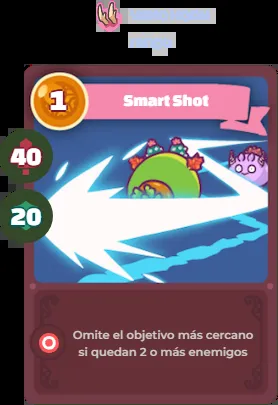 1
Smart Shot
40
20
Omite el objetivo más cercano
si quedan 2 o más enemigos